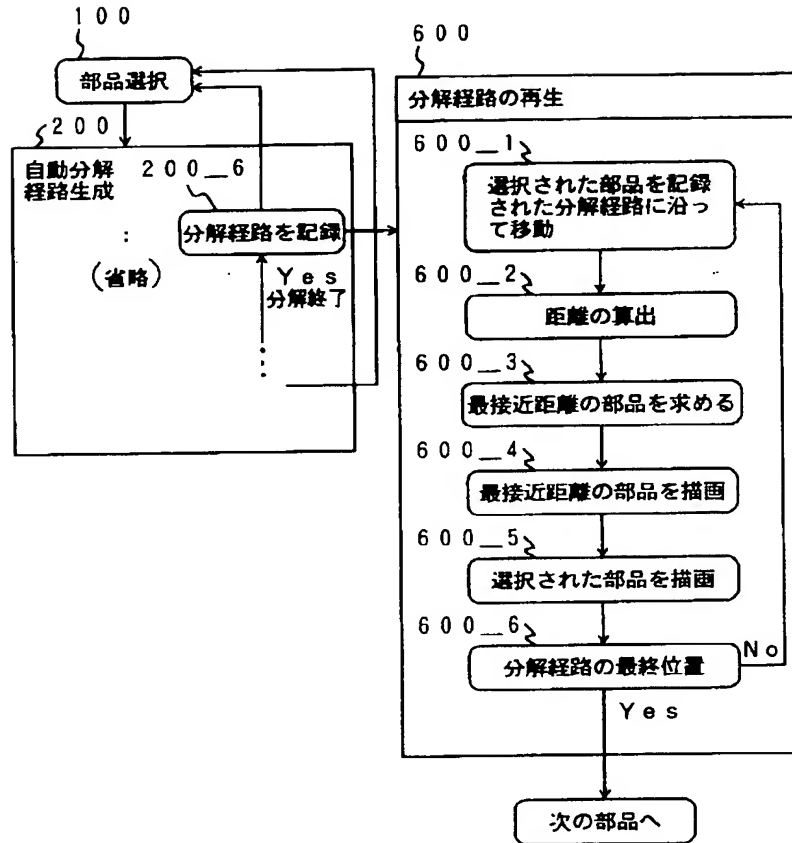 100
部品選択
200
自動分解
経路生成
200_6
分解経路を記録
:
(省略)
Yes
分解終了
600
分解経路の再生
600_1
選択された部品を記録
された分解経路に沿っ
て移動
600_2
距離の算出
600_3
最接近距離の部品を求める
600_4
最接近距離の部品を描画
600_5
選択された部品を描画
600_6
分解経路の最終位置
No
Yes
次の部品へ